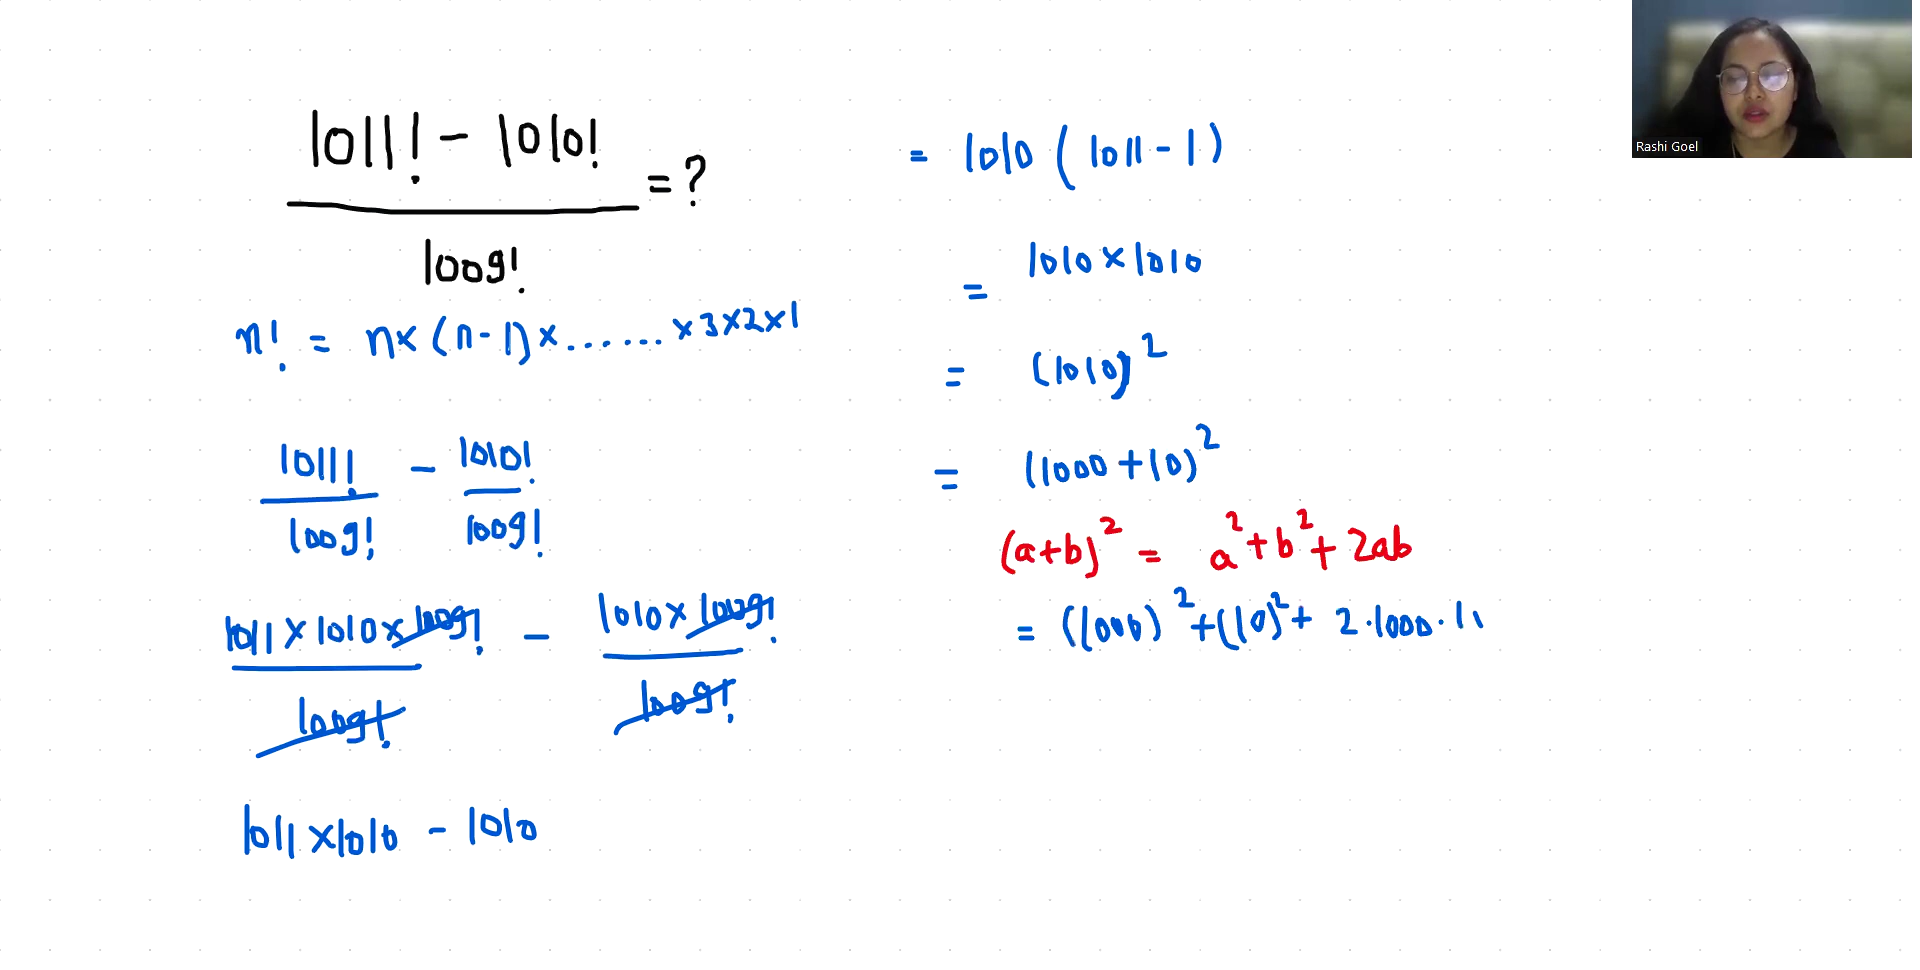 1011! - 1010!
1009!
= ?
n! = n × (n-1) × ...... × 3 × 2 × 1
1011! - 1010!
1009! 1009!
1011 × 1010 × 1009! - 1010 × 1009!
1009! 1009!
1011 × 1010 - 1010
= 1010 ( 1011 - 1 )
= 1010 × 1010
= (1010)²
= (1000 + 10)²
(a+b)² = a² + b² + 2ab
= (1000)² + (10)² + 2 · 1000 ·
Rashi Goel